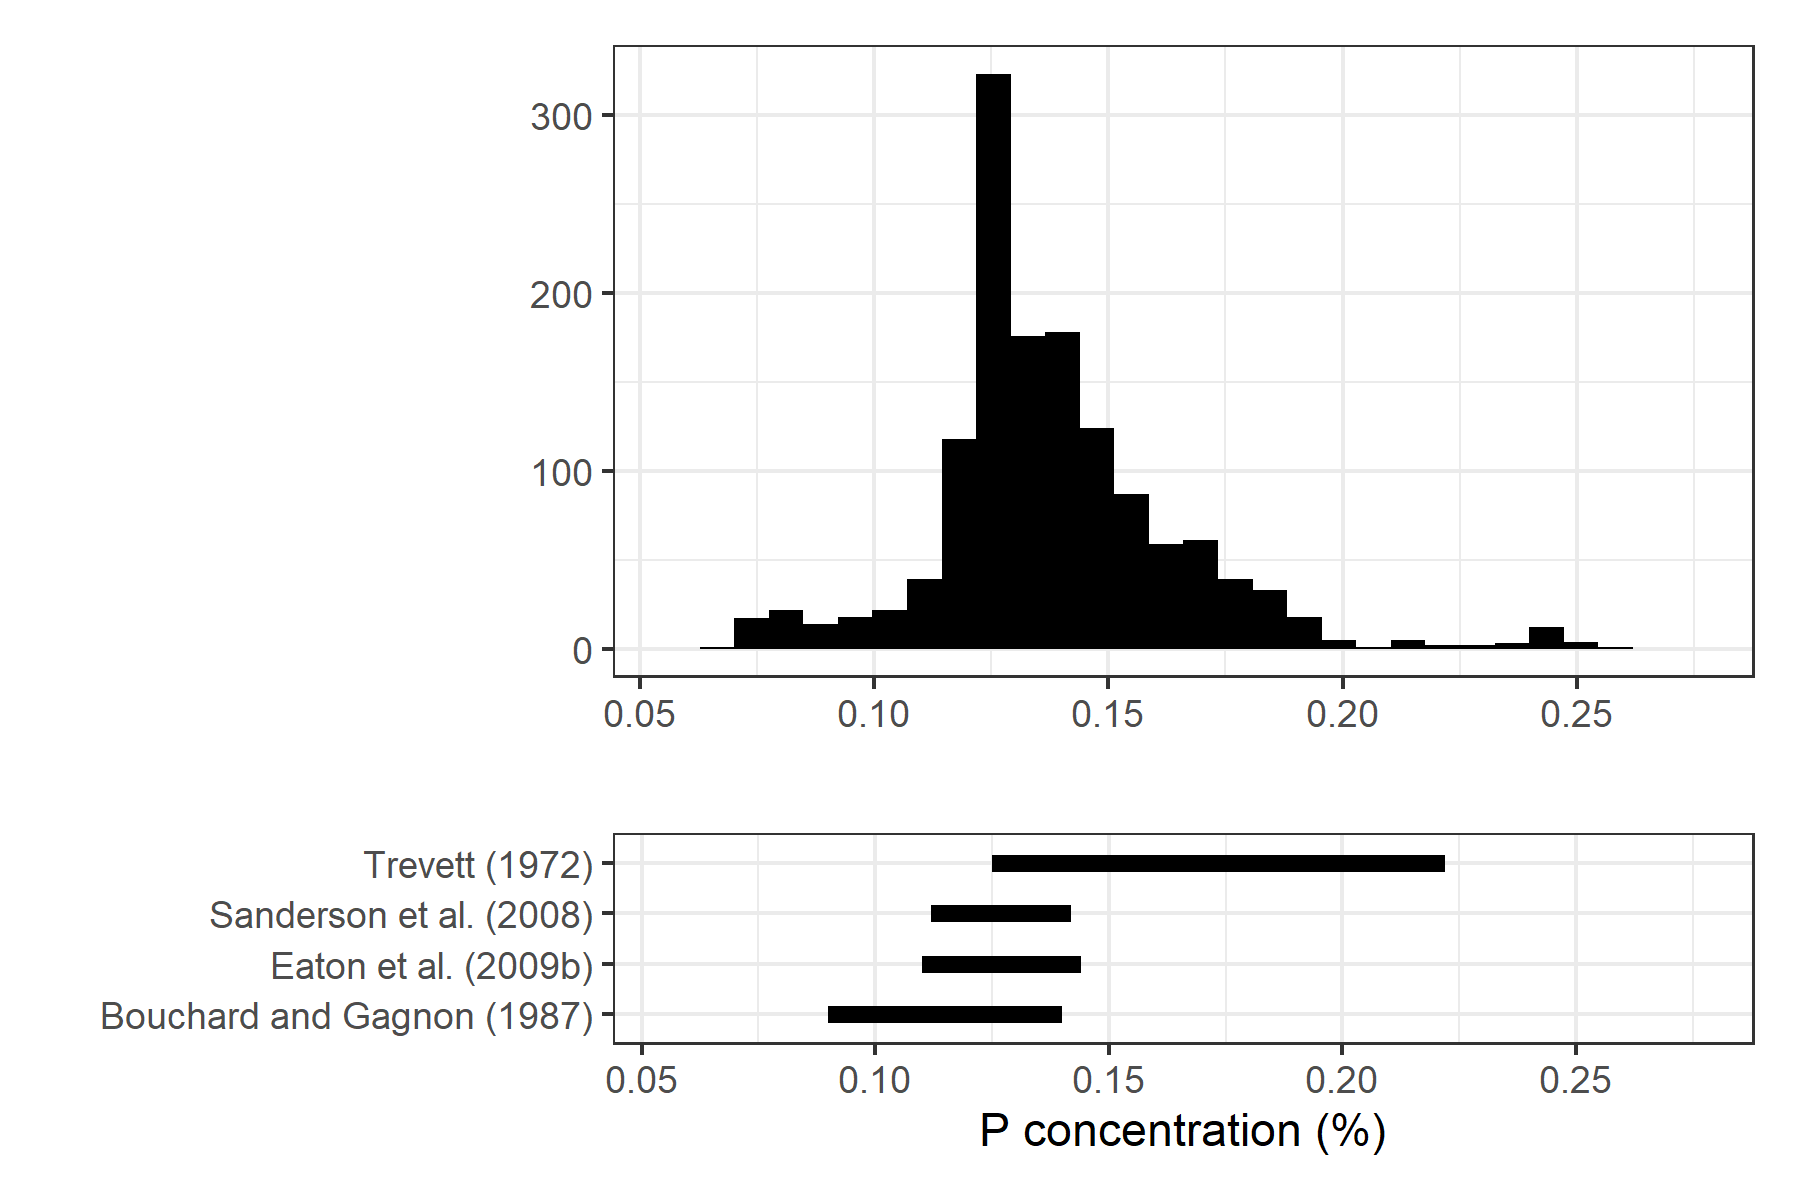 300
200
100
0
0.05 0.10 0.15 0.20 0.25
Trevett (1972)
Sanderson et al. (2008)
Eaton et al. (2009b)
Bouchard and Gagnon (1987)
0.05 0.10 0.15 0.20 0.25
P concentration (%)